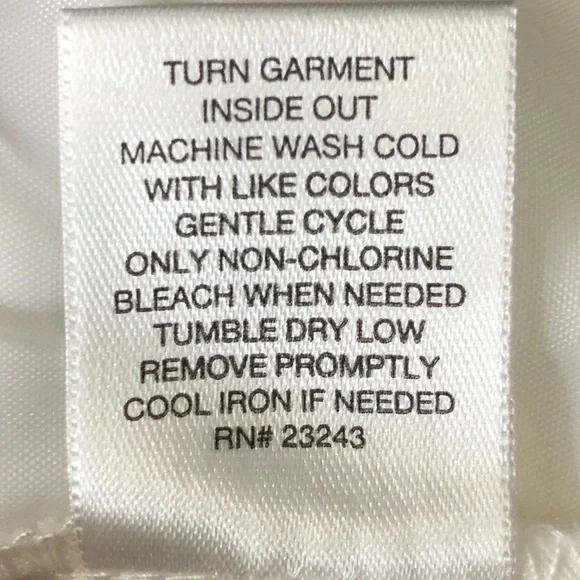 TURN GARMENT
INSIDE OUT
MACHINE WASH COLD
WITH LIKE COLORS
GENTLE CYCLE
ONLY NON-CHLORINE
BLEACH WHEN NEEDED
TUMBLE DRY LOW
REMOVE PROMPTLY
COOL IRON IF NEEDED
RN# 23243